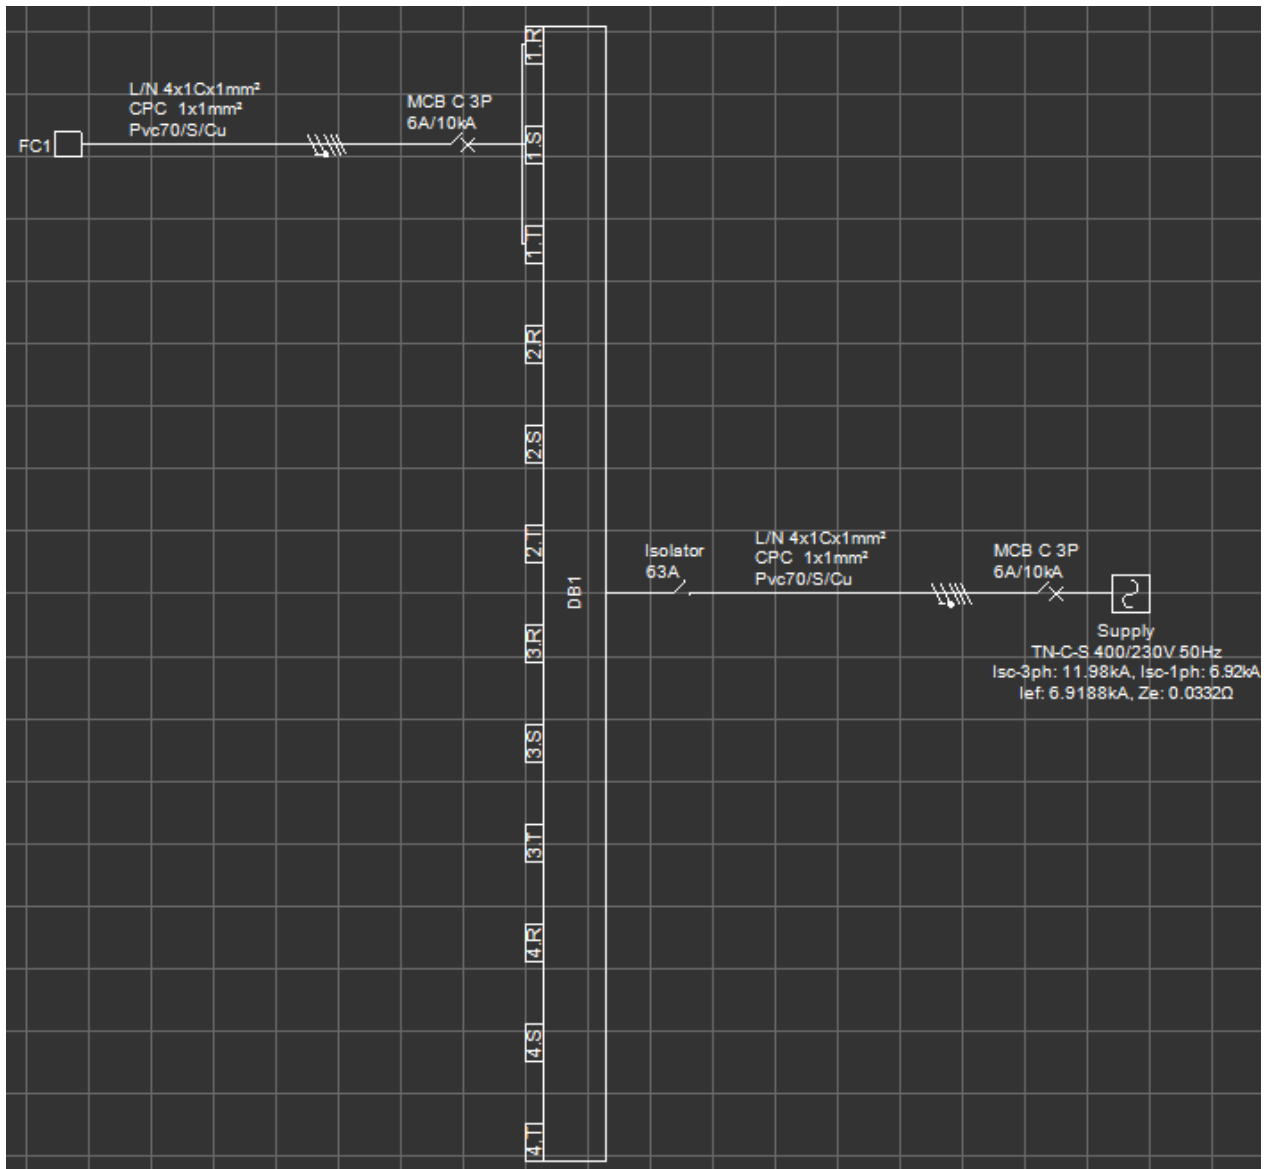 1.R
L/N 4x1Cx1mm²
CPC  1x1mm²
Pvc70/S/Cu
MCB C 3P
6A/10kA
FC1
1.S
1.T
2.R
2.S
2.T
DB1
Isolator
63A
L/N 4x1Cx1mm²
CPC  1x1mm²
Pvc70/S/Cu
MCB C 3P
6A/10kA
Supply
TN-C-S 400/230V 50Hz
Isc-3ph: 11.98kA, Isc-1ph: 6.92kA
Ief: 6.9188kA, Ze: 0.0332Ω
3.R
3.S
3.T
4.R
4.S
4.T